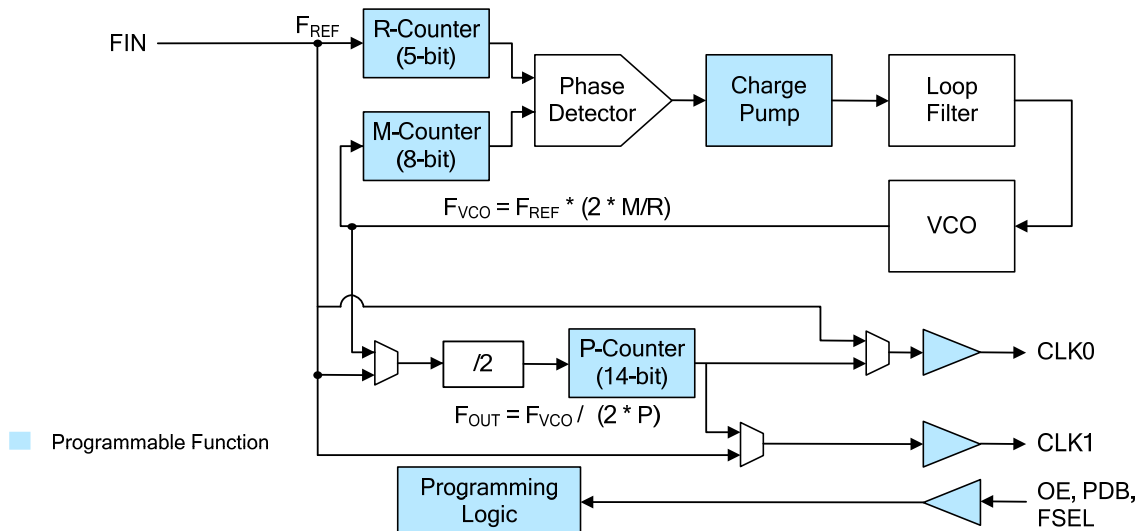 FIN
FREF
R-Counter
(5-bit)
M-Counter
(8-bit)
Phase
Detector
Charge
Pump
Loop
Filter
FVCO = FREF * (2 * M/R)
VCO
/2
P-Counter
(14-bit)
FOUT = FVCO / (2 * P)
CLK0
CLK1
Programmable Function
Programming
Logic
OE, PDB,
FSEL